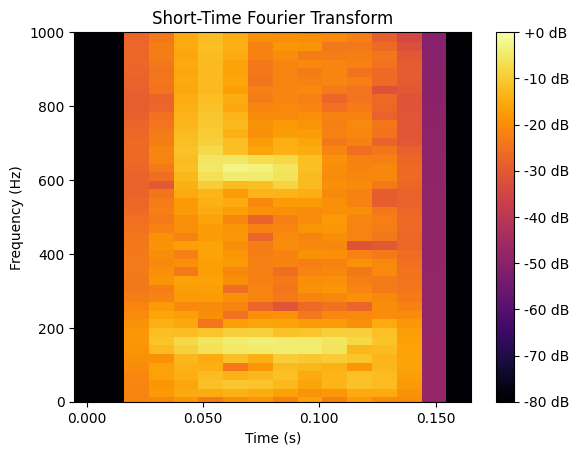 Short-Time Fourier Transform
1000
800
600
400
200
0
Frequency (Hz)
0.000
0.050
0.100
0.150
Time (s)
+0 dB
-10 dB
-20 dB
-30 dB
-40 dB
-50 dB
-60 dB
-70 dB
-80 dB